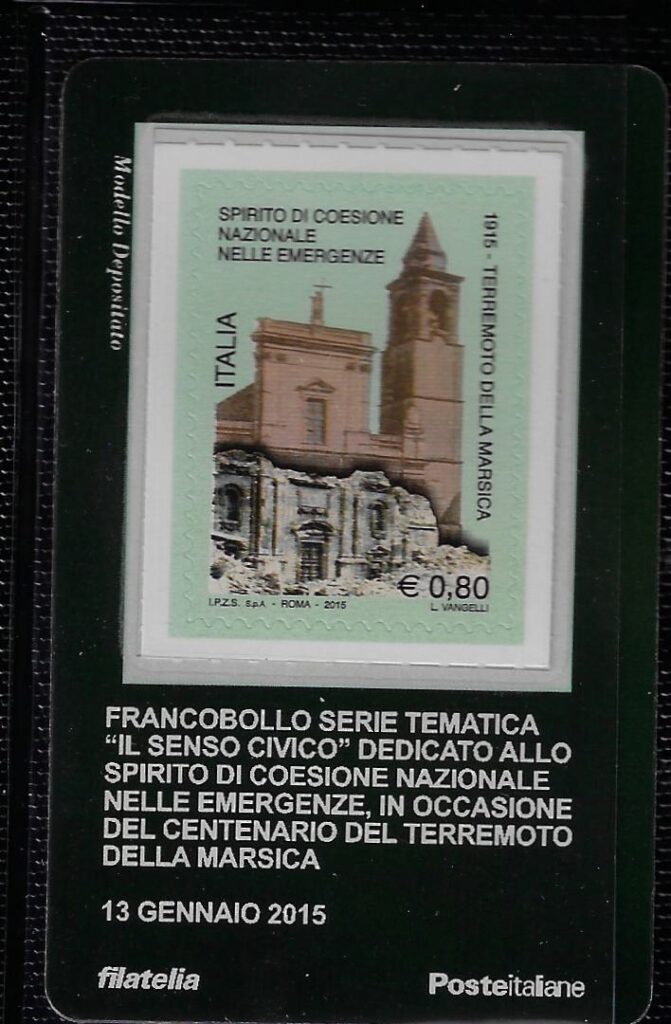 Modello Depositato
SPIRITO DI COESIONE
NAZIONALE
NELLE EMERGENZE
1915 - TERREMOTO DELLA MARSICA
ITALIA
€ 0,80
I.P.Z.S. S.p.A. - ROMA - 2015
L. VANGELLI
FRANCOBOLLO SERIE TEMATICA
“IL SENSO CIVICO” DEDICATO ALLO
SPIRITO DI COESIONE NAZIONALE
NELLE EMERGENZE, IN OCCASIONE
DEL CENTENARIO DEL TERREMOTO
DELLA MARSICA
13 GENNAIO 2015
filatelia
Posteitaliane